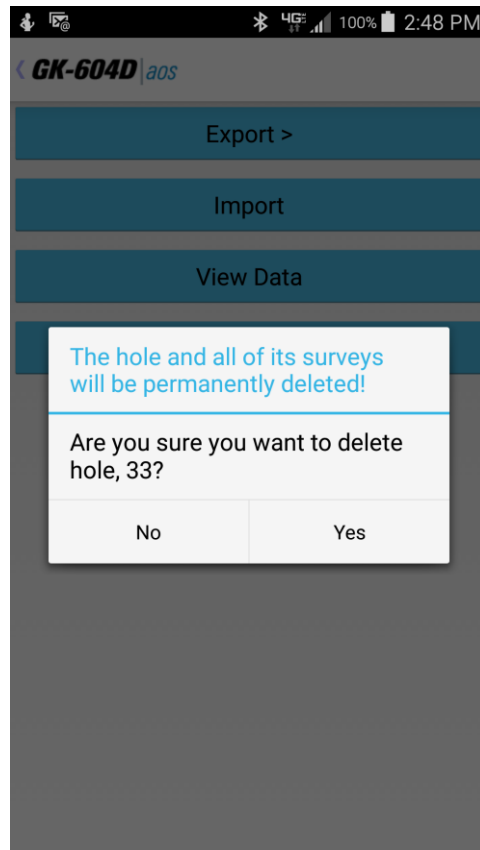 4G 100% 2:48 PM
GK-604D|aos
Export >
Import
View Data
The hole and all of its surveys
will be permanently deleted!
Are you sure you want to delete
hole, 33?
No Yes